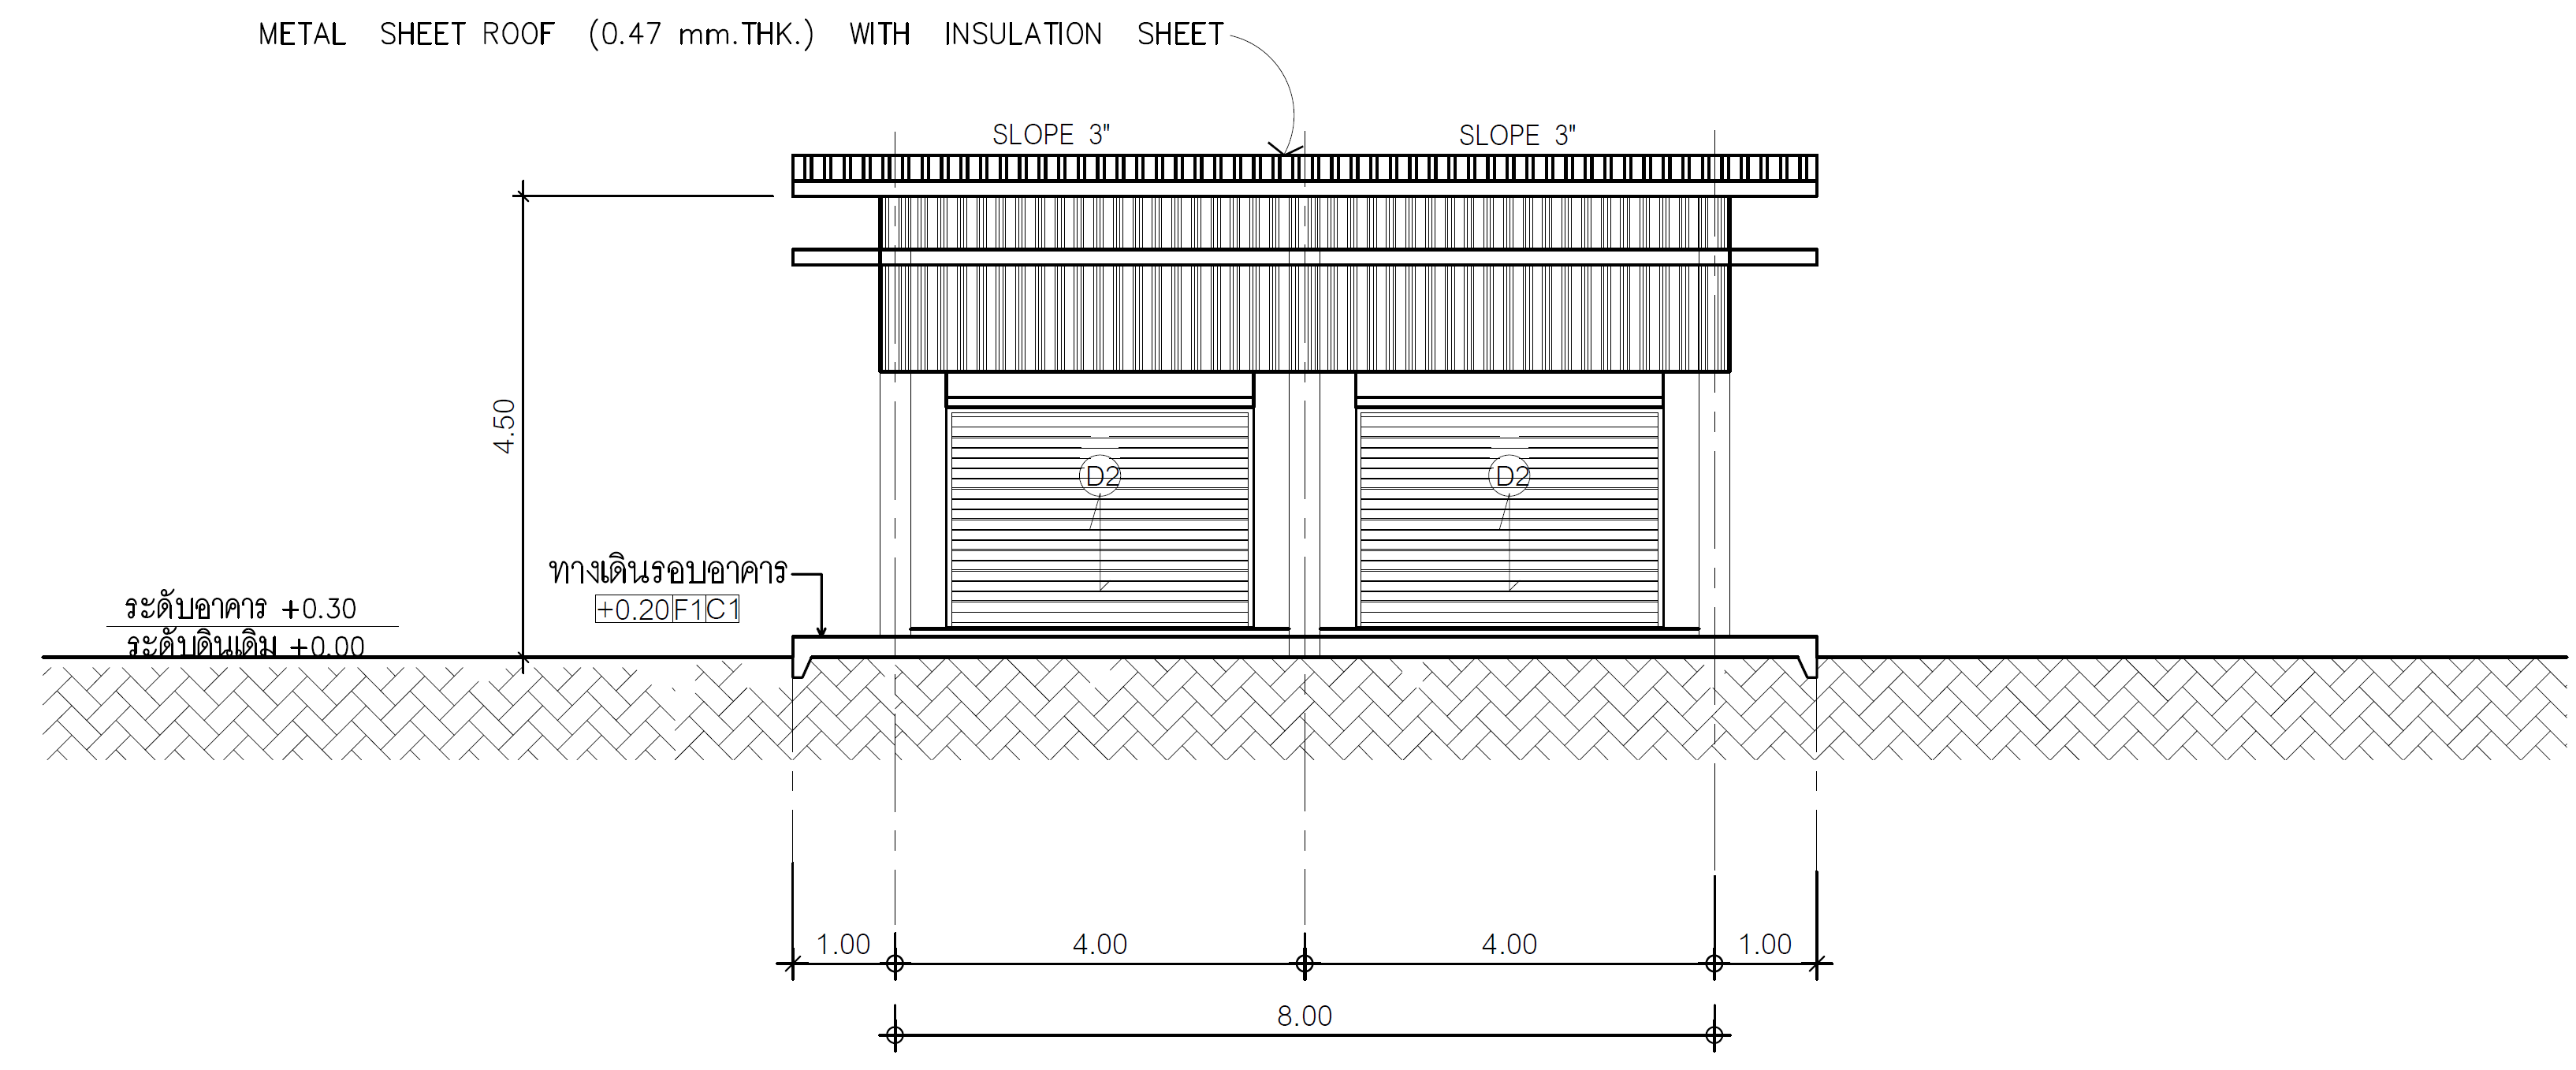 METAL SHEET ROOF (0.47 mm.THK.) WITH INSULATION SHEET
SLOPE 3" SLOPE 3"
4.50
D2 D2
ทางเดินรอบอาคาร
+0.20 F1 C1
ระดับอาคาร +0.30
ระดับดินเดิม +0.00
1.00 4.00 4.00 1.00
8.00